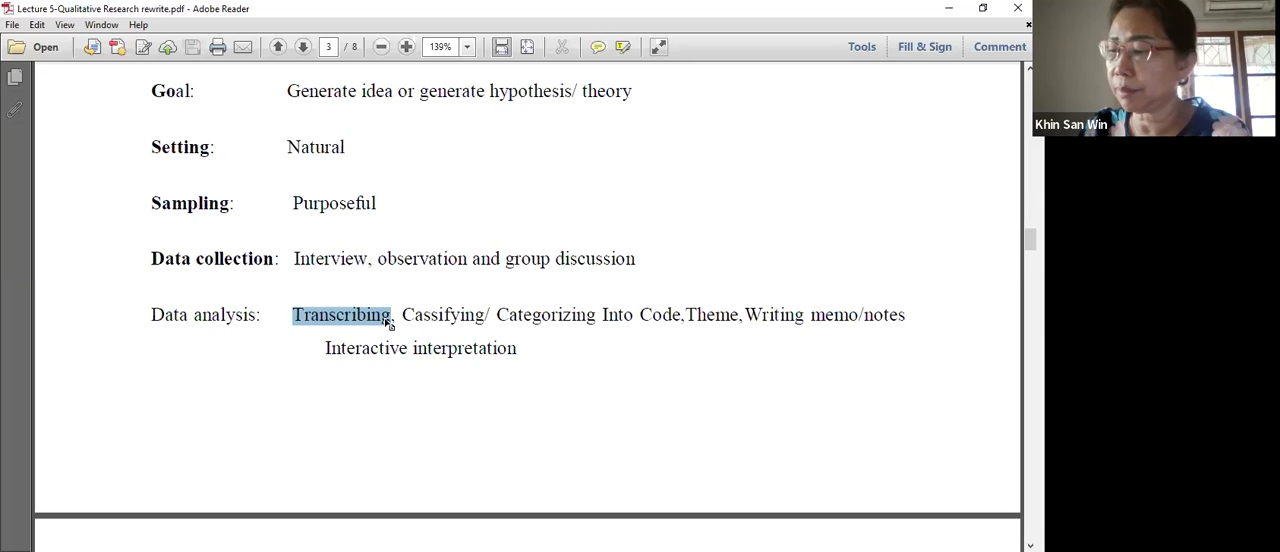 Lecture 5-Qualitative Research rewrite.pdf - Adobe Reader
File Edit View Window Help
Open 3 / 8 139% Tools Fill & Sign Comment
Goal: Generate idea or generate hypothesis/ theory
Setting: Natural
Sampling: Purposeful
Data collection: Interview, observation and group discussion
Data analysis: Transcribing, Cassifying/ Categorizing Into Code,Theme,Writing memo/notes
Interactive interpretation
Khin San Win